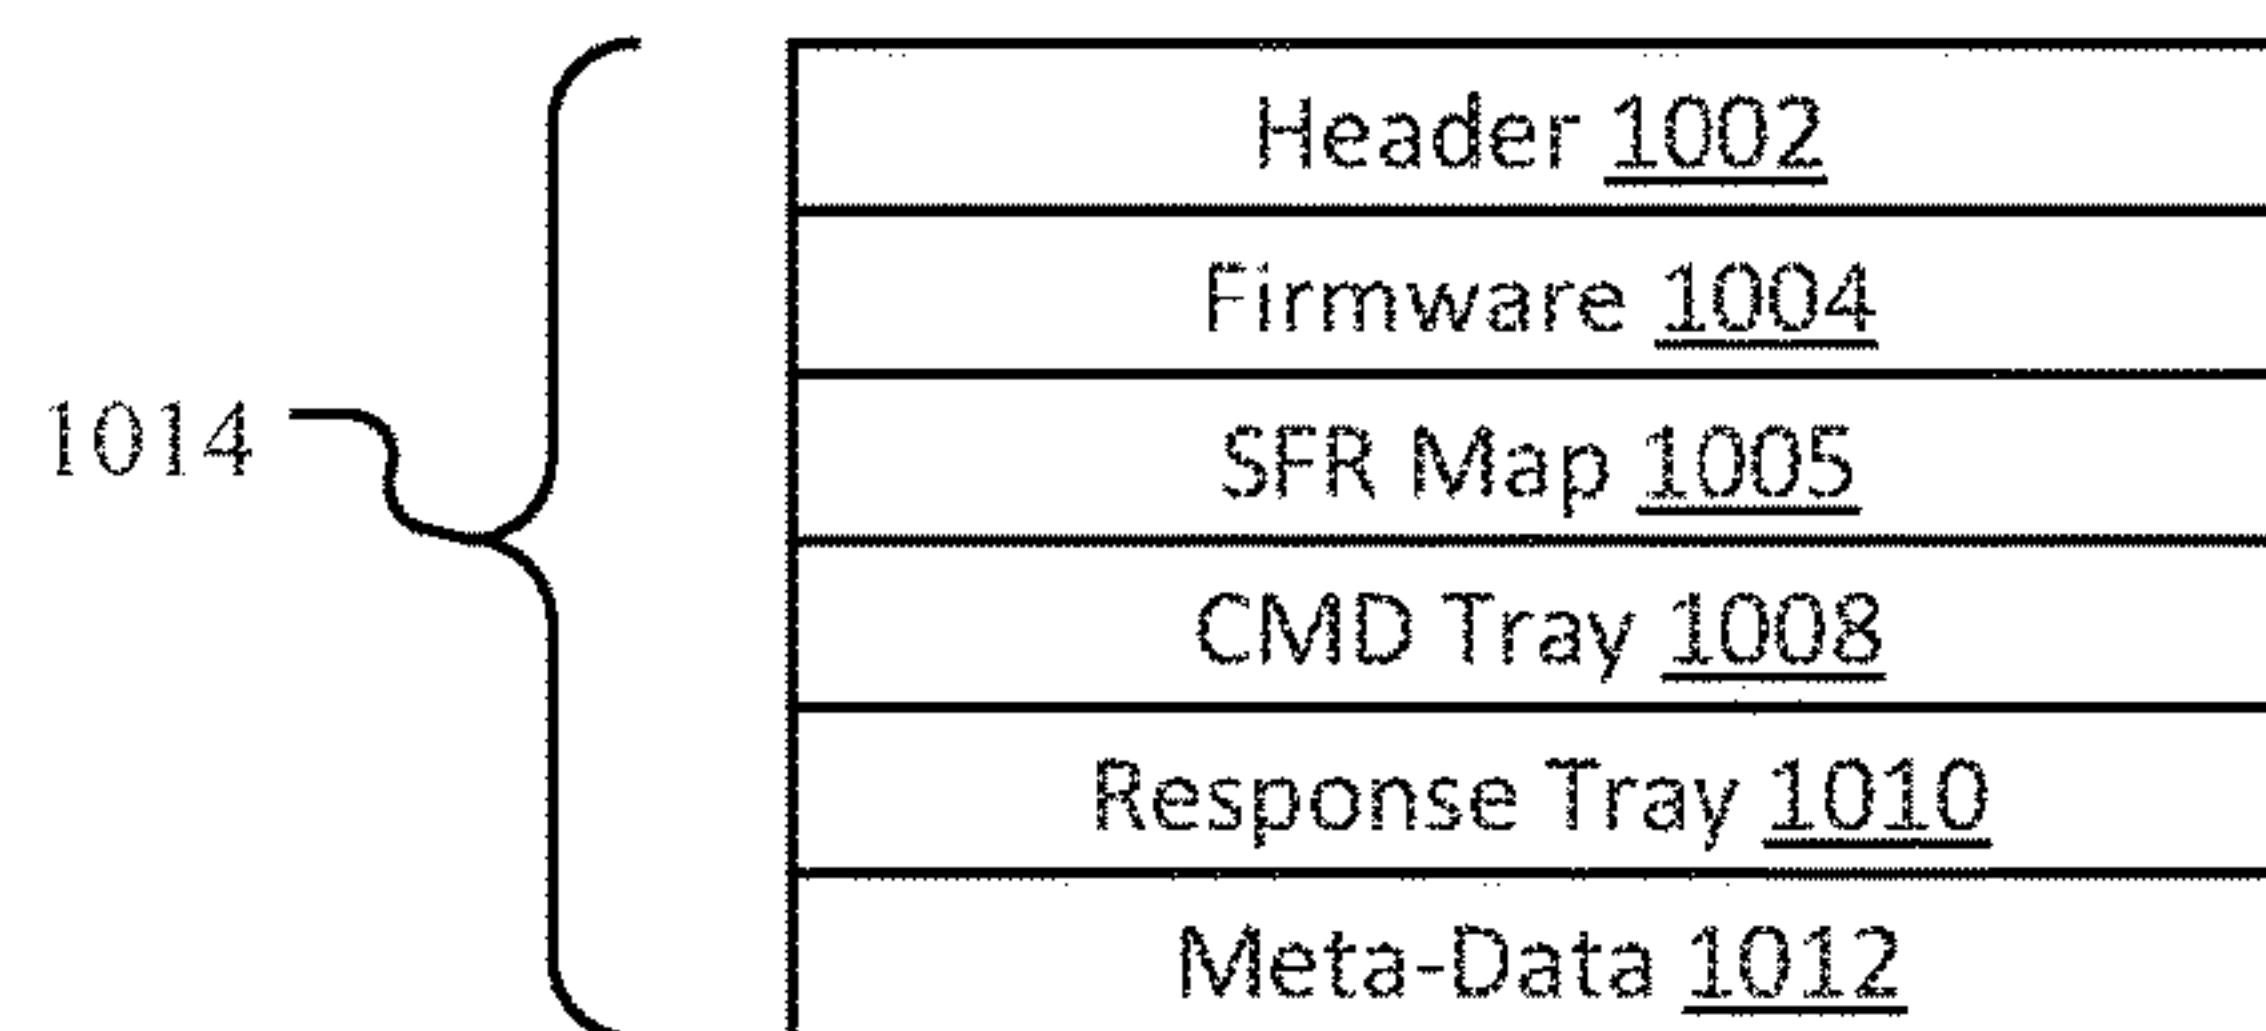 Header 1002
Firmware 1004
1014
SFR Map 1005
CMD Tray 1008
Response Tray 1010
Meta-Data 1012